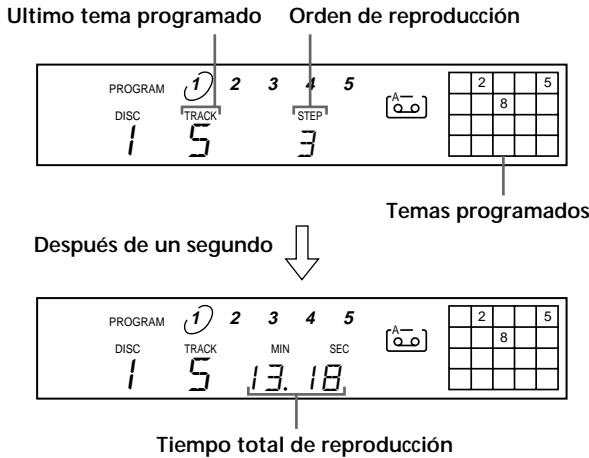 Ultimo tema programado Orden de reproducción
PROGRAM 1 2 3 4 5
A
2 5
8
DISC TRACK STEP
1 5 3
Temas programados
Después de un segundo
PROGRAM 1 2 3 4 5
A
2 5
8
DISC TRACK MIN SEC
1 5 13. 18
Tiempo total de reproducción